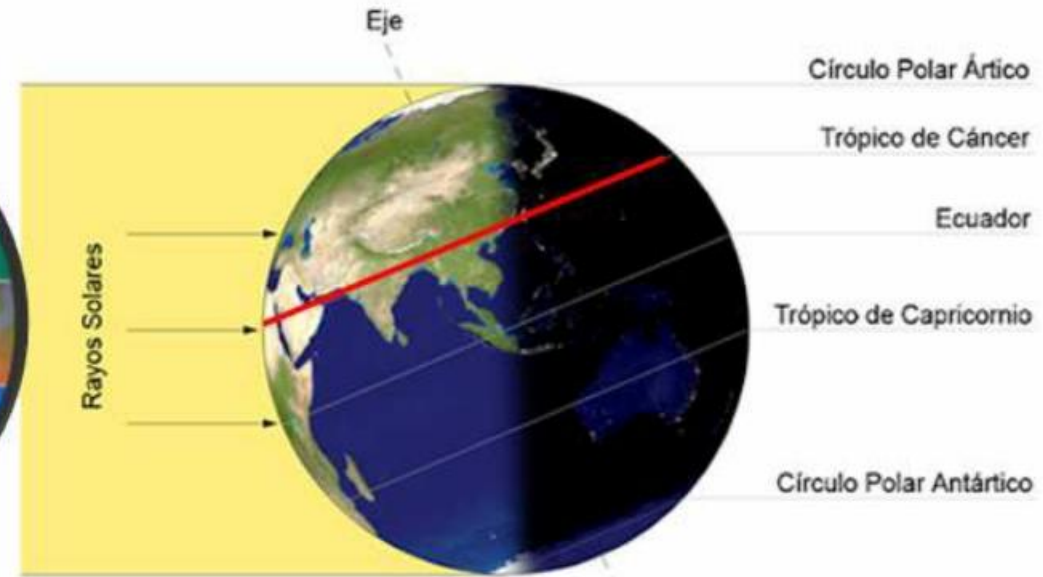 Eje
Círculo Polar Ártico
Trópico de Cáncer
Ecuador
Rayos Solares
Trópico de Capricornio
Círculo Polar Antártico